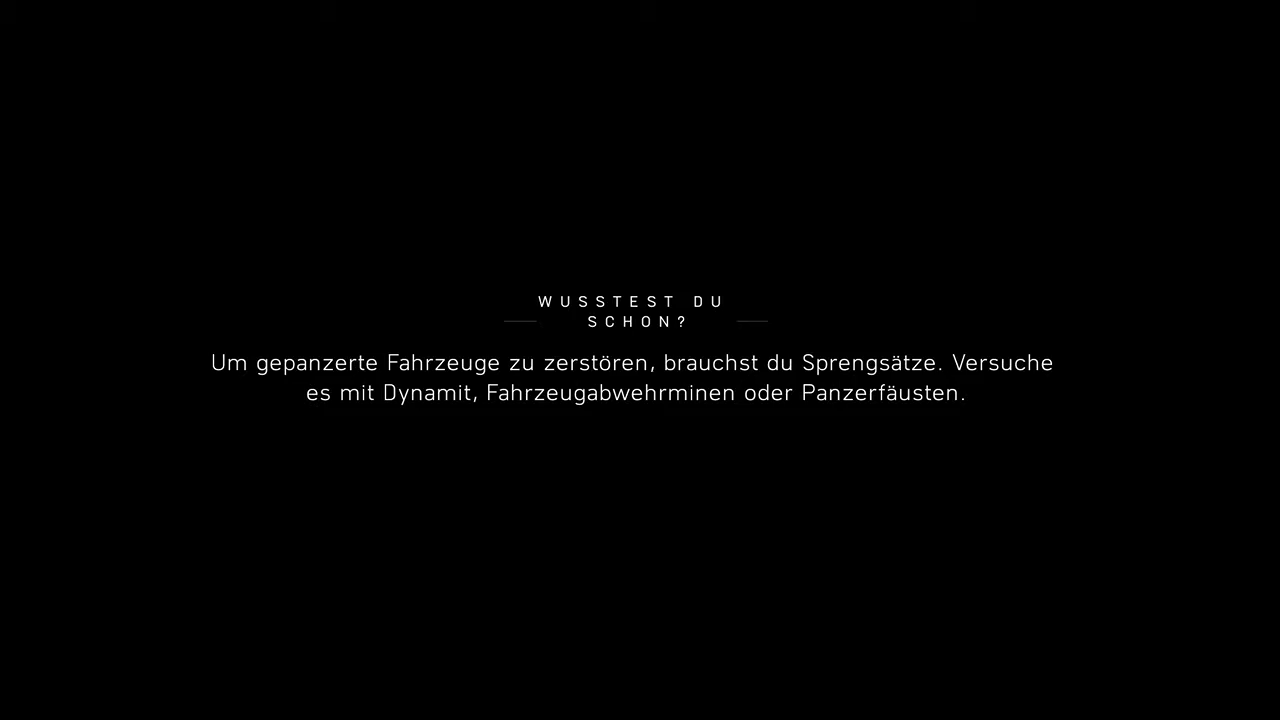 WUSSTEST DU
SCHON?
Um gepanzerte Fahrzeuge zu zerstören, brauchst du Sprengsätze. Versuche
es mit Dynamit, Fahrzeugabwehrminen oder Panzerfäusten.